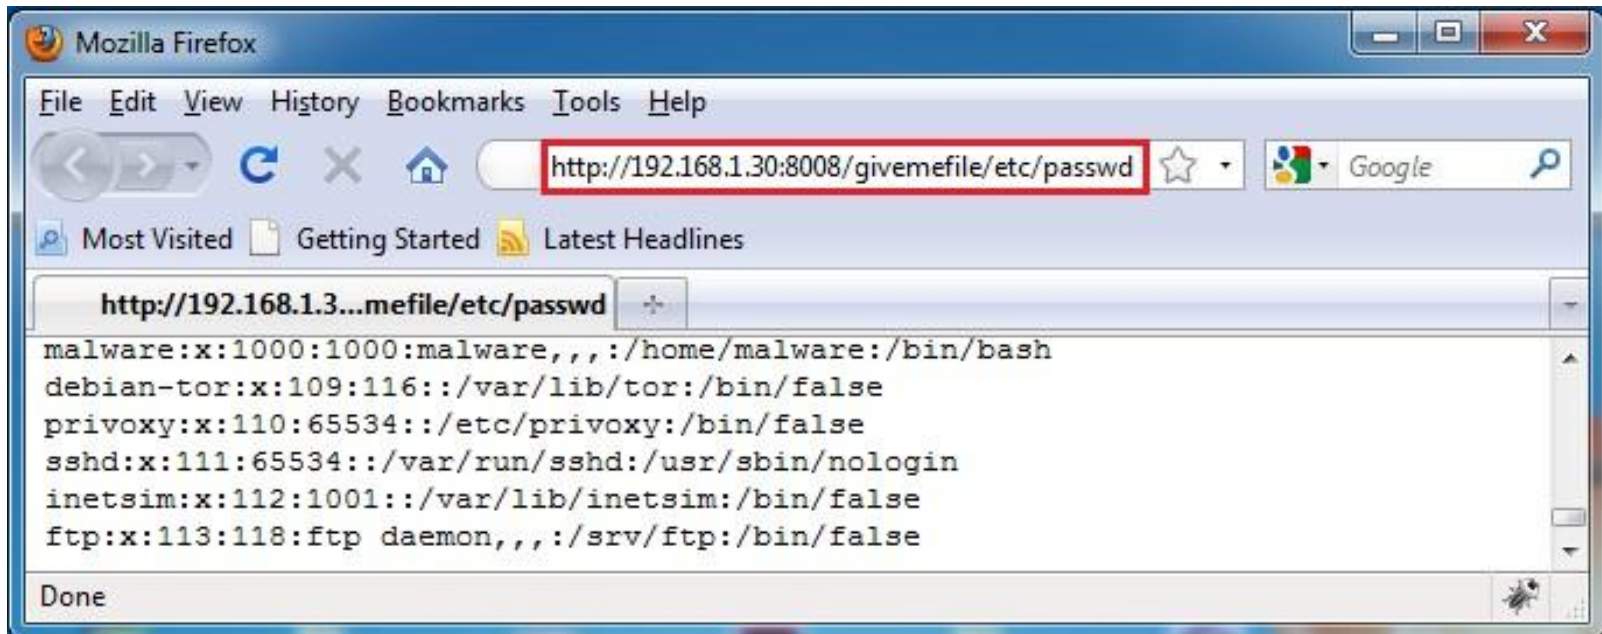 Mozilla Firefox
File Edit View History Bookmarks Tools Help
http://192.168.1.30:8008/givemefile/etc/passwd Google
Most Visited Getting Started Latest Headlines
http://192.168.1.3...mefile/etc/passwd
malware:x:1000:1000:malware,,,:/home/malware:/bin/bash
debian-tor:x:109:116::/var/lib/tor:/bin/false
privoxy:x:110:65534::/etc/privoxy:/bin/false
sshd:x:111:65534::/var/run/sshd:/usr/sbin/nologin
inetsim:x:112:1001::/var/lib/inetsim:/bin/false
ftp:x:113:118:ftp daemon,,,:/srv/ftp:/bin/false
Done